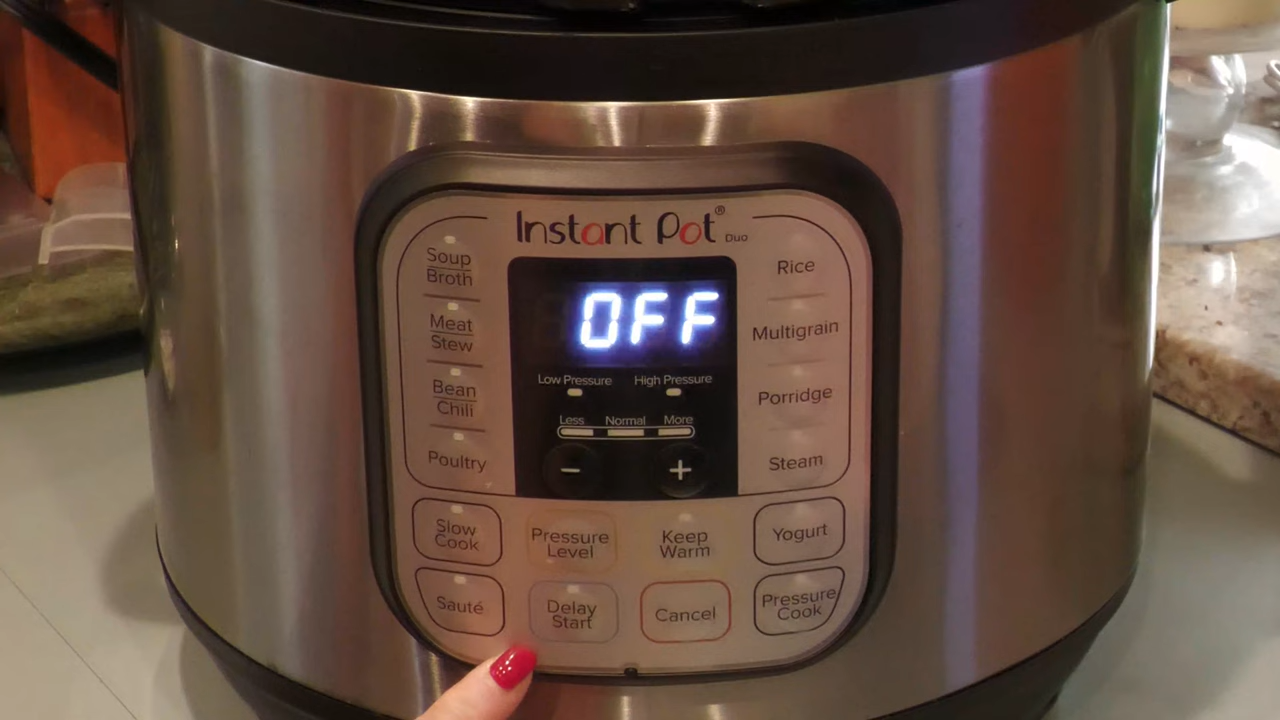 Instant Pot® Duo
OFF
Soup
Broth
Meat
Stew
Bean
Chili
Poultry
Low Pressure High Pressure
Less Normal More
− +
Rice
Multigrain
Porridge
Steam
Slow
Cook
Pressure
Level
Keep
Warm
Yogurt
Sauté
Delay
Start
Cancel
Pressure
Cook